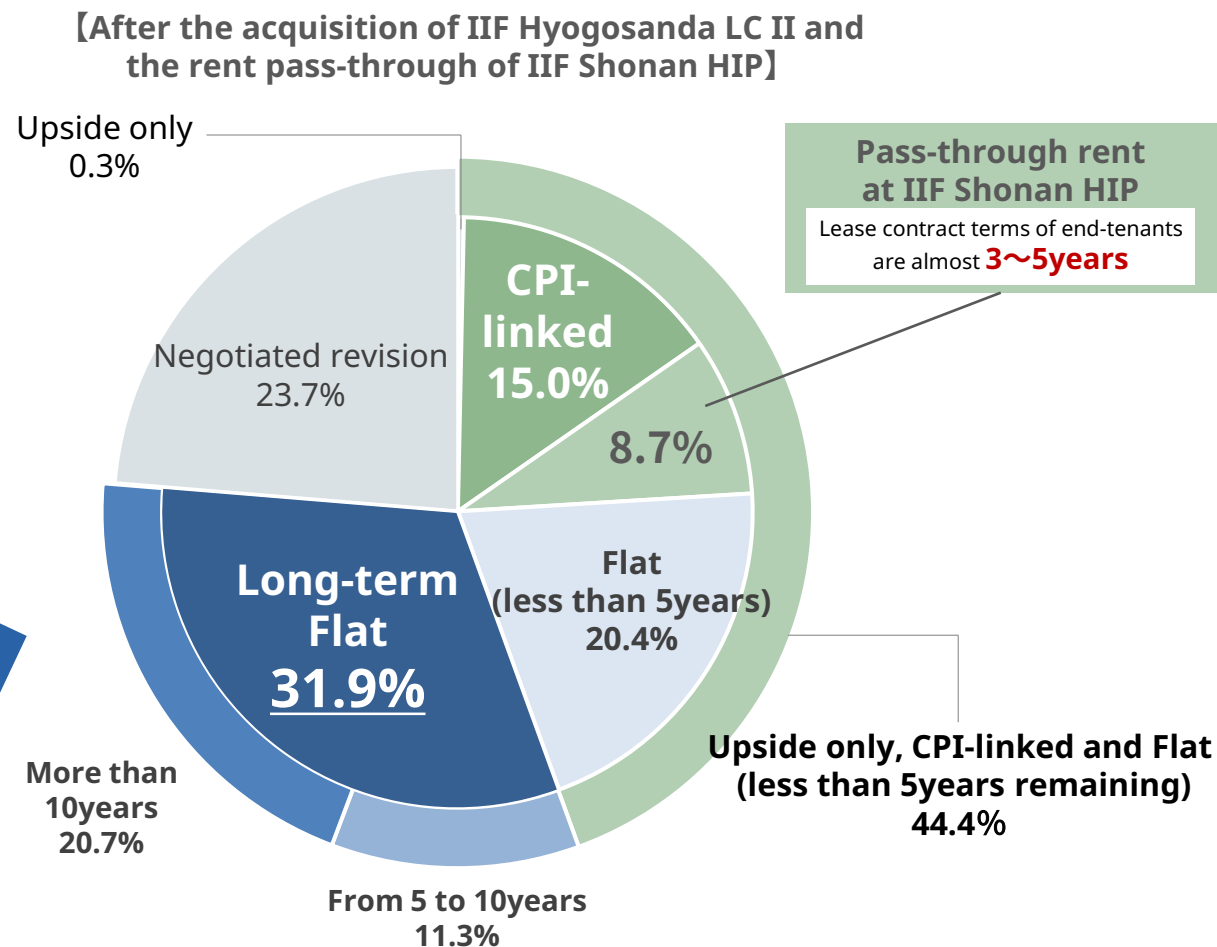 【After the acquisition of IIF Hyogosanda LC II and
the rent pass-through of IIF Shonan HIP】
Upside only
0.3%
Pass-through rent
at IIF Shonan HIP
Lease contract terms of end-tenants
are almost 3～5years
CPI-
linked
15.0%
Negotiated revision
23.7%
8.7%
Flat
(less than 5years)
20.4%
Long-term
Flat
31.9%
Upside only, CPI-linked and Flat
(less than 5years remaining)
44.4%
More than
10years
20.7%
From 5 to 10years
11.3%